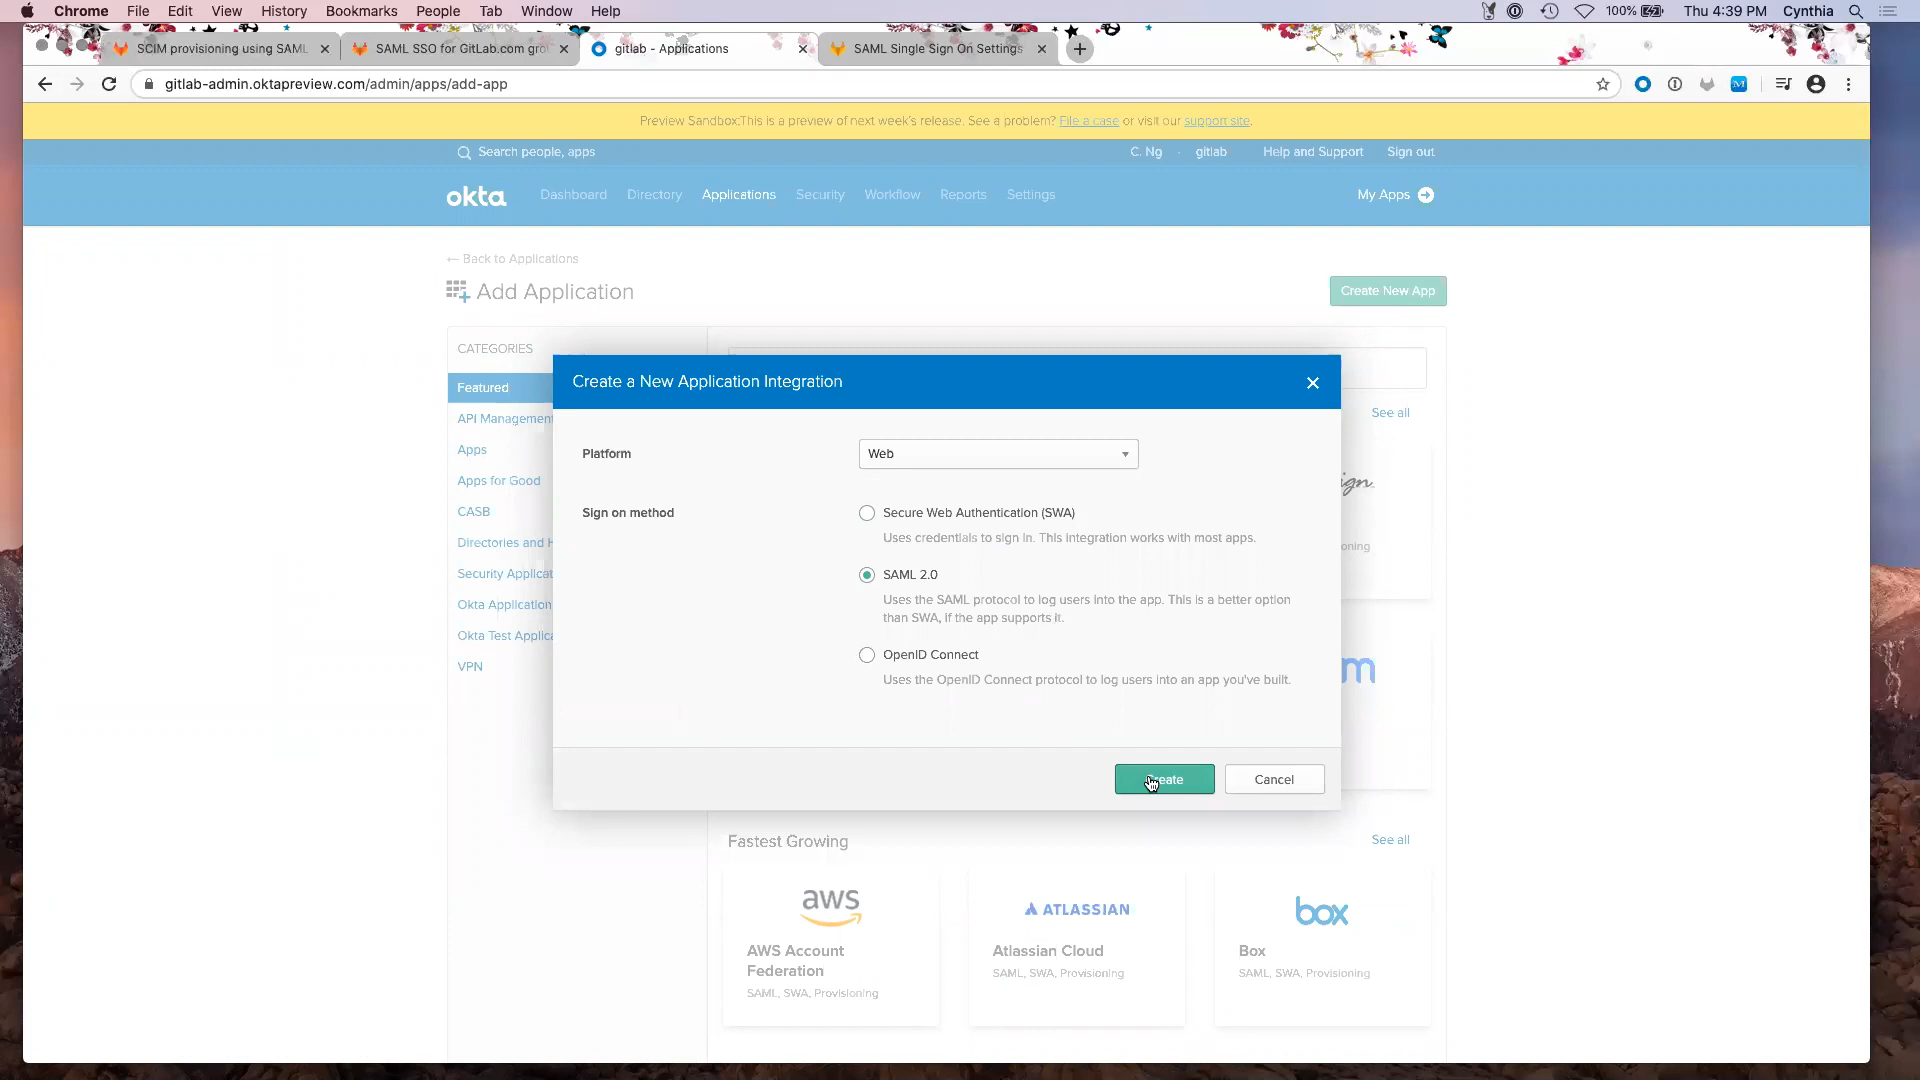 Chrome File Edit View History Bookmarks People Tab Window Help 100% Thu 4:39 PM Cynthia
SCIM provisioning using SAML SAML SSO for GitLab.com gro gitlab - Applications SAML Single Sign On Settings
gitlab-admin.oktapreview.com/admin/apps/add-app
Preview Sandbox:This is a preview of next week's release. See a problem? File a case or visit our support site.
Search people, apps C. Ng · gitlab Help and Support Sign out
okta Dashboard Directory Applications Security Workflow Reports Settings My Apps
← Back to Applications
Add Application Create New App
CATEGORIES
Featured
API Management
Apps
Apps for Good
CASB
Directories and H
Security Applicat
Okta Application
Okta Test Applica
VPN
See all
ign
oning
m
Create a New Application Integration
Platform Web
Sign on method Secure Web Authentication (SWA)
Uses credentials to sign in. This integration works with most apps.
SAML 2.0
Uses the SAML protocol to log users into the app. This is a better option
than SWA, if the app supports it.
OpenID Connect
Uses the OpenID Connect protocol to log users into an app you've built.
Create Cancel
Fastest Growing See all
aws ATLASSIAN box
AWS Account
Federation
SAML, SWA, Provisioning
Atlassian Cloud
SAML, SWA, Provisioning
Box
SAML, SWA, Provisioning